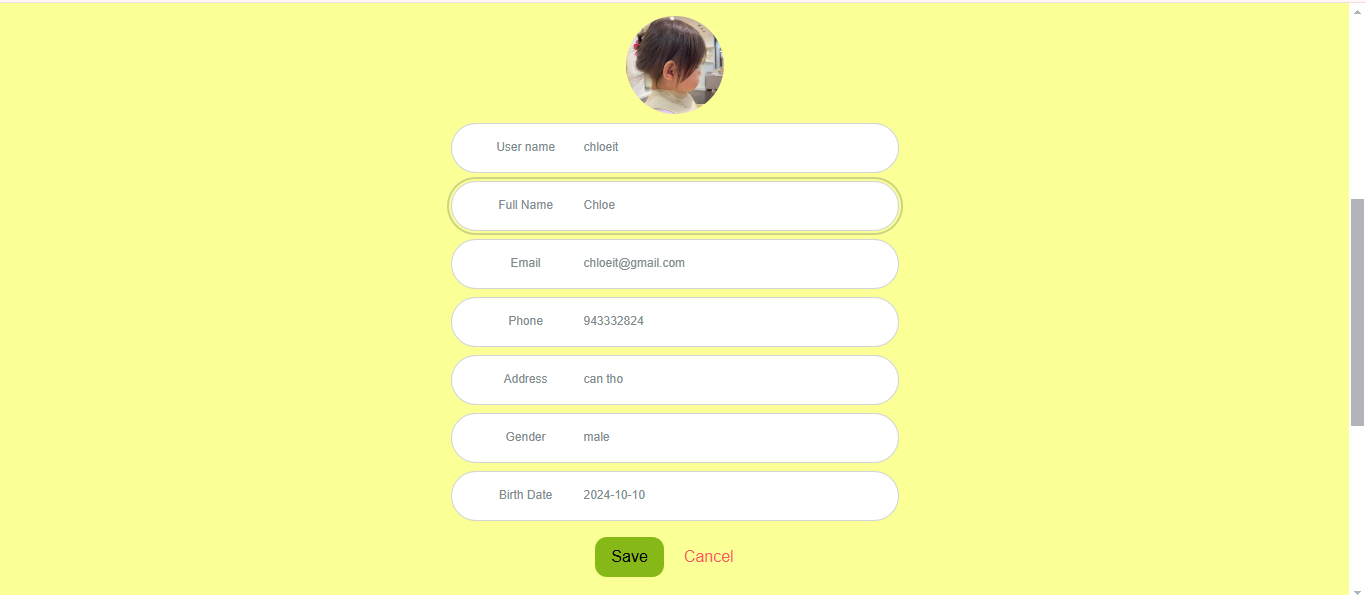 User name chloeit
Full Name Chloe
Email chloeit@gmail.com
Phone 943332824
Address can tho
Gender male
Birth Date 2024-10-10
Save Cancel